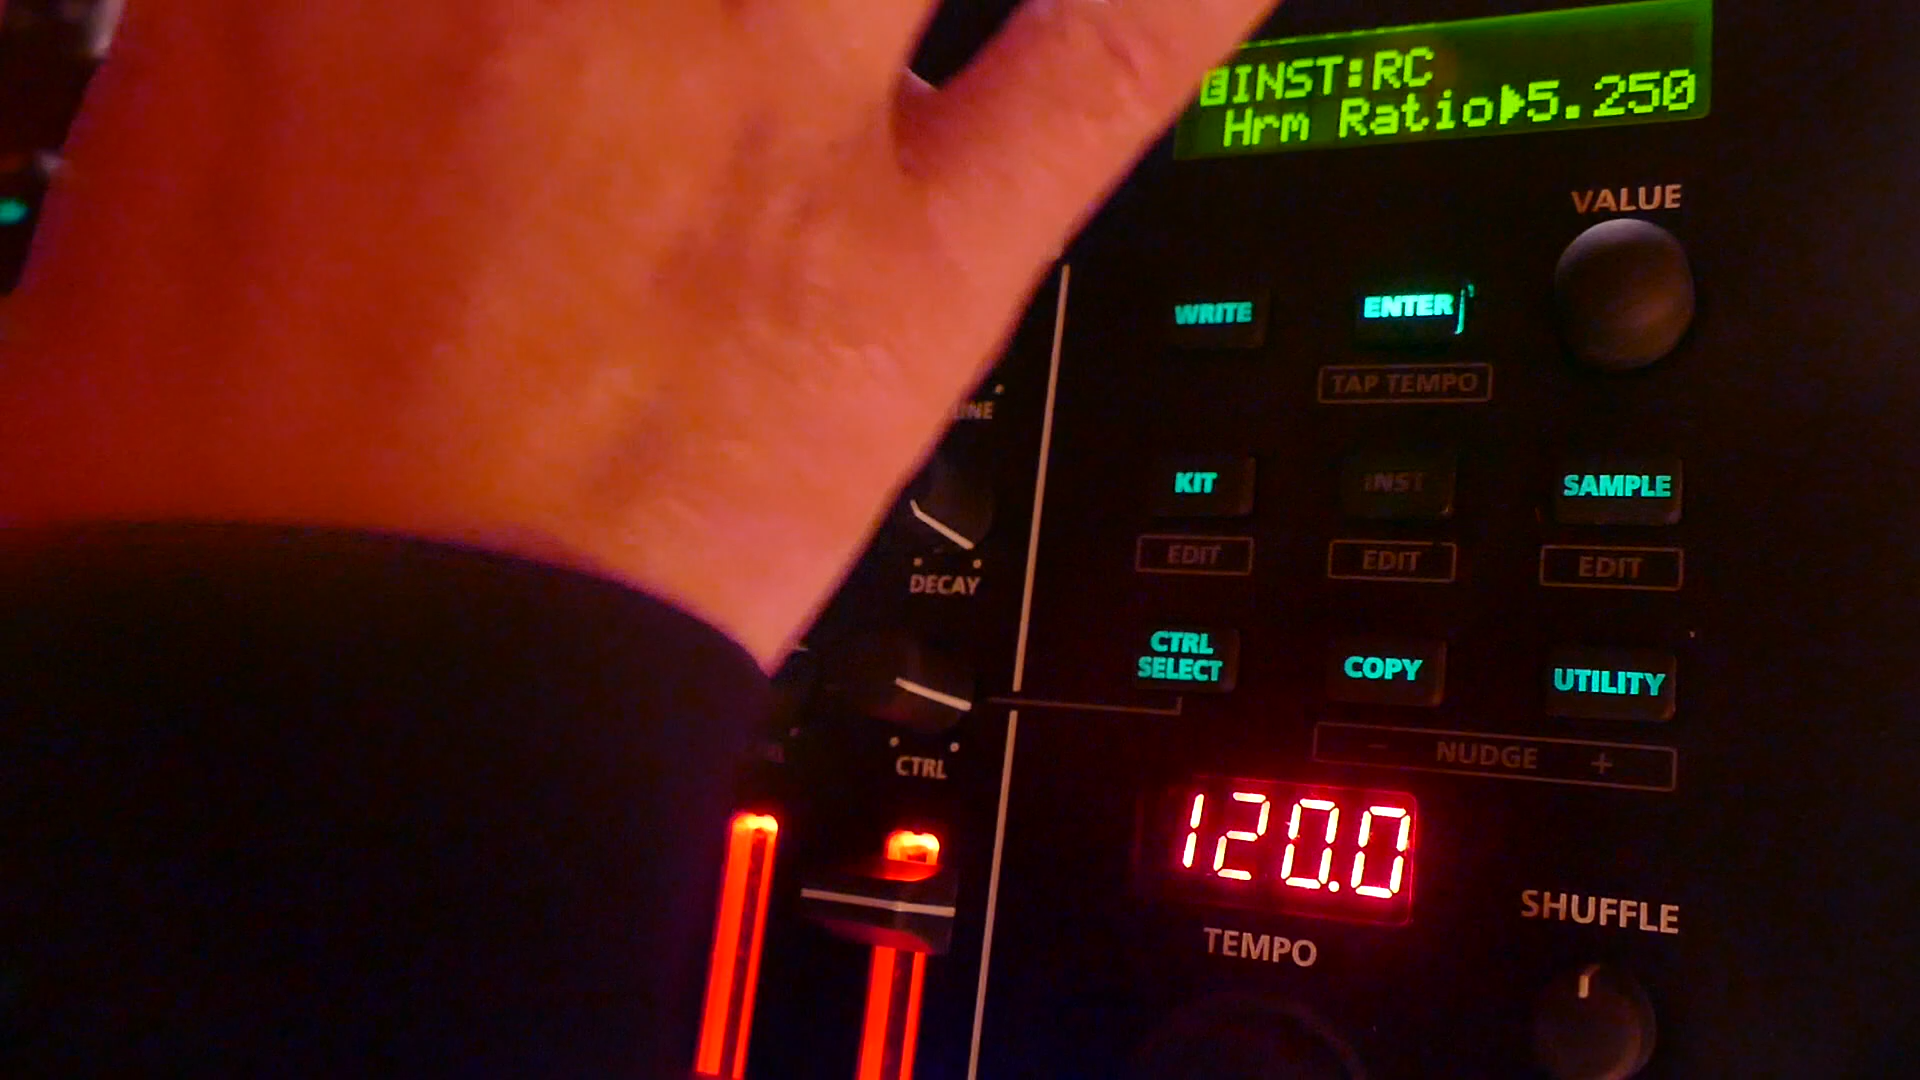 INST:RC
Hrm Ratio▶5.250
VALUE
WRITE
ENTER
TAP TEMPO
KIT
INST
SAMPLE
EDIT
EDIT
EDIT
DECAY
CTRL
SELECT
COPY
UTILITY
- NUDGE +
CTRL
120.0
TEMPO
SHUFFLE